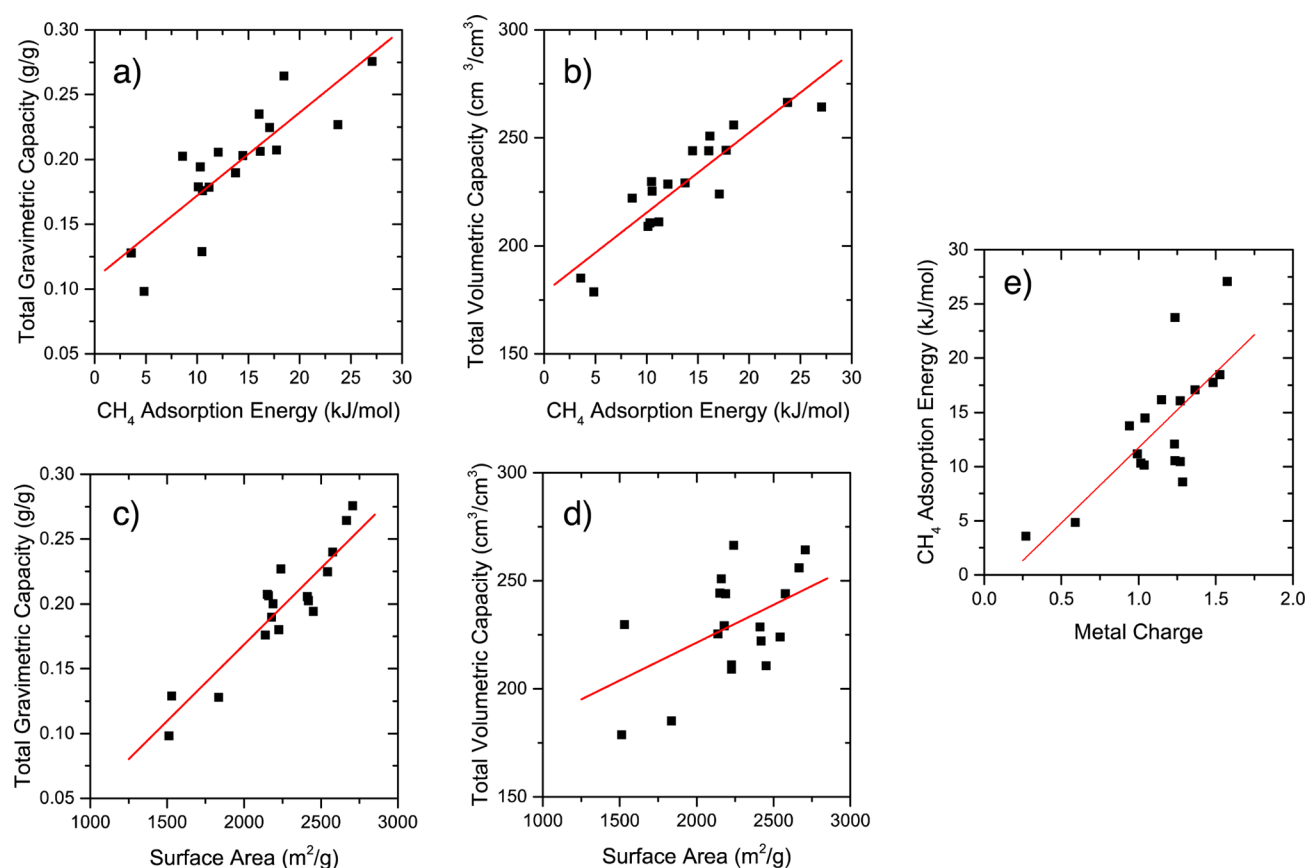 a)
Total Gravimetric Capacity (g/g)
0.30
0.25
0.20
0.15
0.10
0.05
0 5 10 15 20 25 30
CH4 Adsorption Energy (kJ/mol)
b)
Total Volumetric Capacity (cm 3/cm3)
300
250
200
150
0 5 10 15 20 25 30
CH4 Adsorption Energy (kJ/mol)
c)
Total Gravimetric Capacity (g/g)
0.30
0.25
0.20
0.15
0.10
0.05
1000 1500 2000 2500 3000
Surface Area (m2/g)
d)
Total Volumetric Capacity (cm3/cm3)
300
250
200
150
1000 1500 2000 2500 3000
Surface Area (m2/g)
e)
CH4 Adsorption Energy (kJ/mol)
30
25
20
15
10
5
0
0.0 0.5 1.0 1.5 2.0
Metal Charge